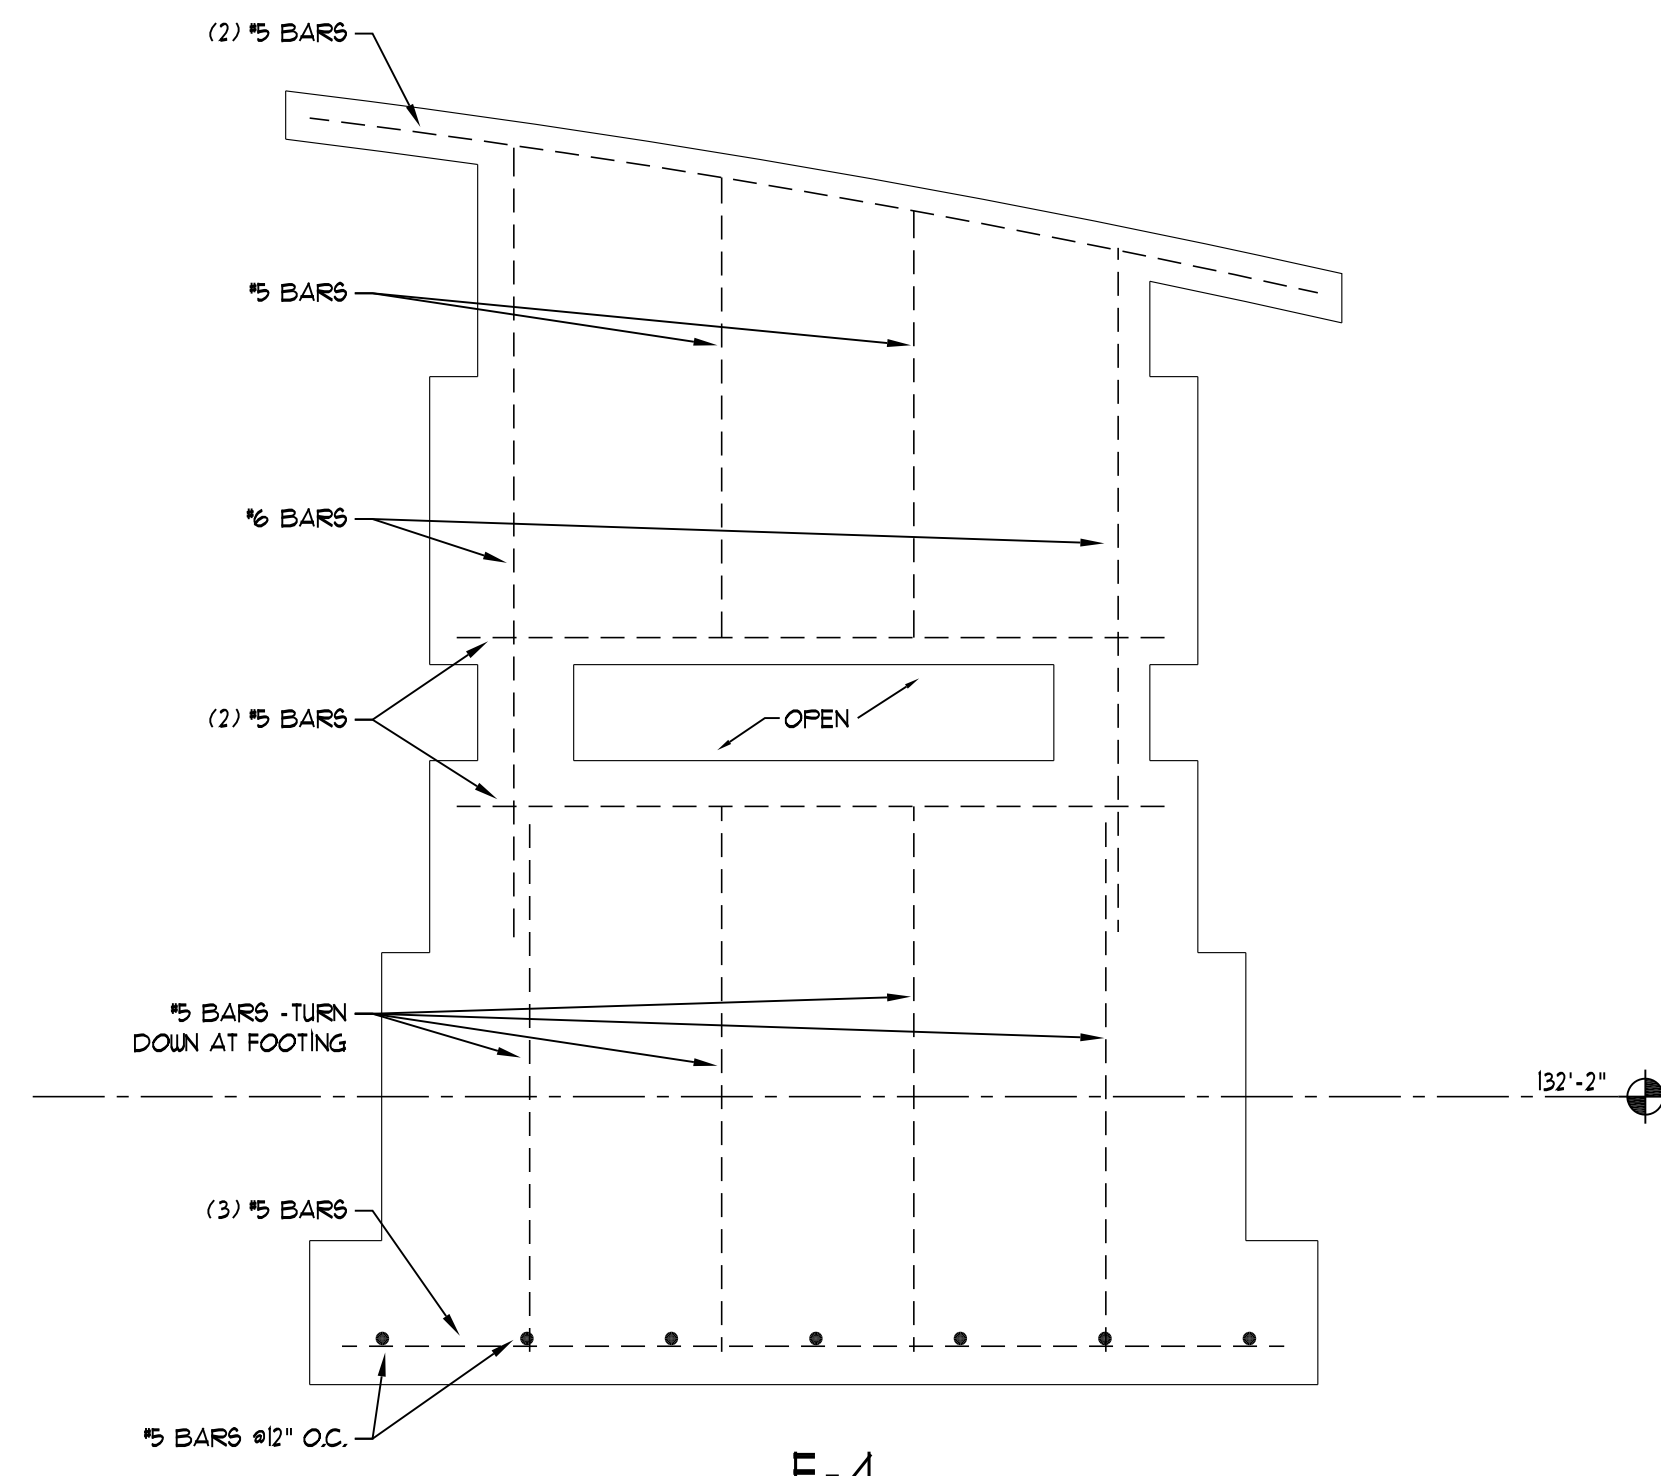 (2) #5 BARS
#5 BARS
#6 BARS
(2) #5 BARS
OPEN
#5 BARS -TURN
DOWN AT FOOTING
132'-2"
(3) #5 BARS
#5 BARS @12" O.C.